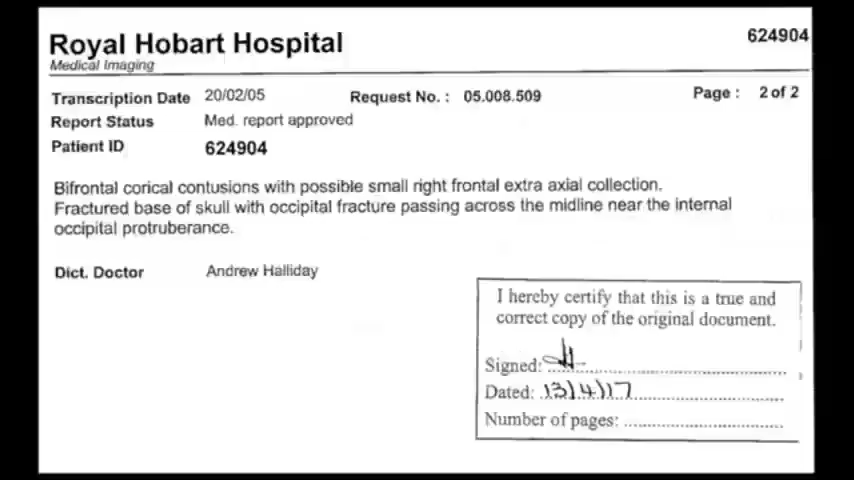 Royal Hobart Hospital
624904
Medical Imaging
Transcription Date 20/02/05 Request No. : 05.008.509 Page : 2 of 2
Report Status Med. report approved
Patient ID 624904
Bifrontal corical contusions with possible small right frontal extra axial collection.
Fractured base of skull with occipital fracture passing across the midline near the internal
occipital protruberance.
Dict. Doctor Andrew Halliday
I hereby certify that this is a true and
correct copy of the original document.
Signed:
Dated: 13/4/17
Number of pages: